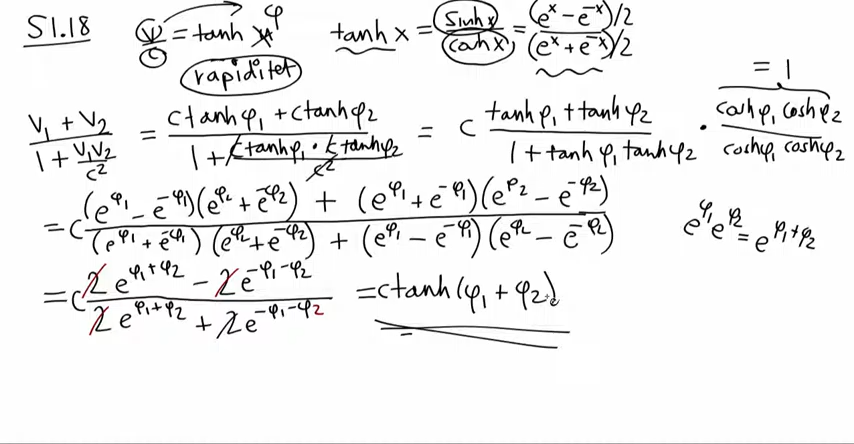 S1.18 v/c = tanh φ tanh x = sinh x / cosh x = (eˣ − e⁻ˣ)/2 / (eˣ + e⁻ˣ)/2
rapiditet
= 1
(v₁ + v₂) / (1 + v₁v₂/c²) = (c tanh φ₁ + c tanh φ₂) / (1 + c tanh φ₁ · c tanh φ₂ / c²) = c (tanh φ₁ + tanh φ₂) / (1 + tanh φ₁ tanh φ₂) · (cosh φ₁ cosh φ₂) / (cosh φ₁ cosh φ₂)
= c ((e^φ₁ − e^−φ₁)(e^φ₂ + e^−φ₂) + (e^φ₁ + e^−φ₁)(e^φ₂ − e^−φ₂)) / ((e^φ₁ + e^−φ₁)(e^φ₂ + e^−φ₂) + (e^φ₁ − e^−φ₁)(e^φ₂ − e^−φ₂)) e^φ₁ e^φ₂ = e^(φ₁+φ₂)
= c (2e^(φ₁+φ₂) − 2e^(−φ₁−φ₂)) / (2e^(φ₁+φ₂) + 2e^(−φ₁−φ₂)) = c tanh(φ₁ + φ₂)